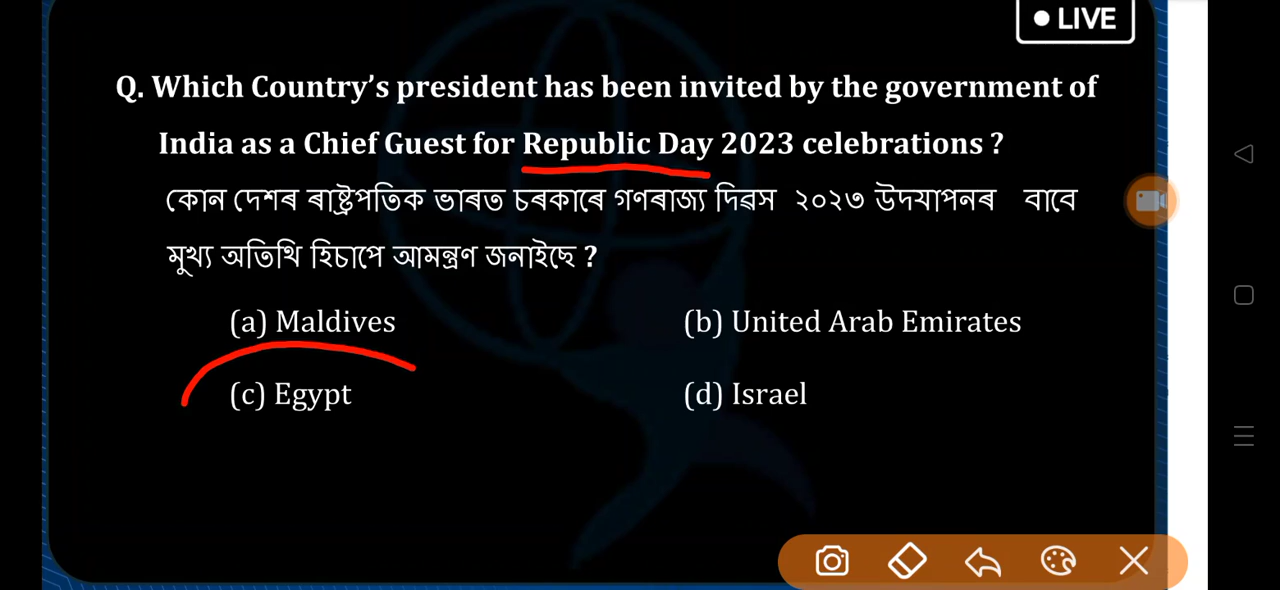 ● LIVE
Q. Which Country’s president has been invited by the government of
India as a Chief Guest for Republic Day 2023 celebrations ?
কোন দেশৰ ৰাষ্ট্ৰপতিক ভাৰত চৰকাৰে গণৰাজ্য দিৱস ২০২৩ উদযাপনৰ বাবে
মুখ্য অতিথি হিচাপে আমন্ত্ৰণ জনাইছে ?
(a) Maldives (b) United Arab Emirates
(c) Egypt (d) Israel